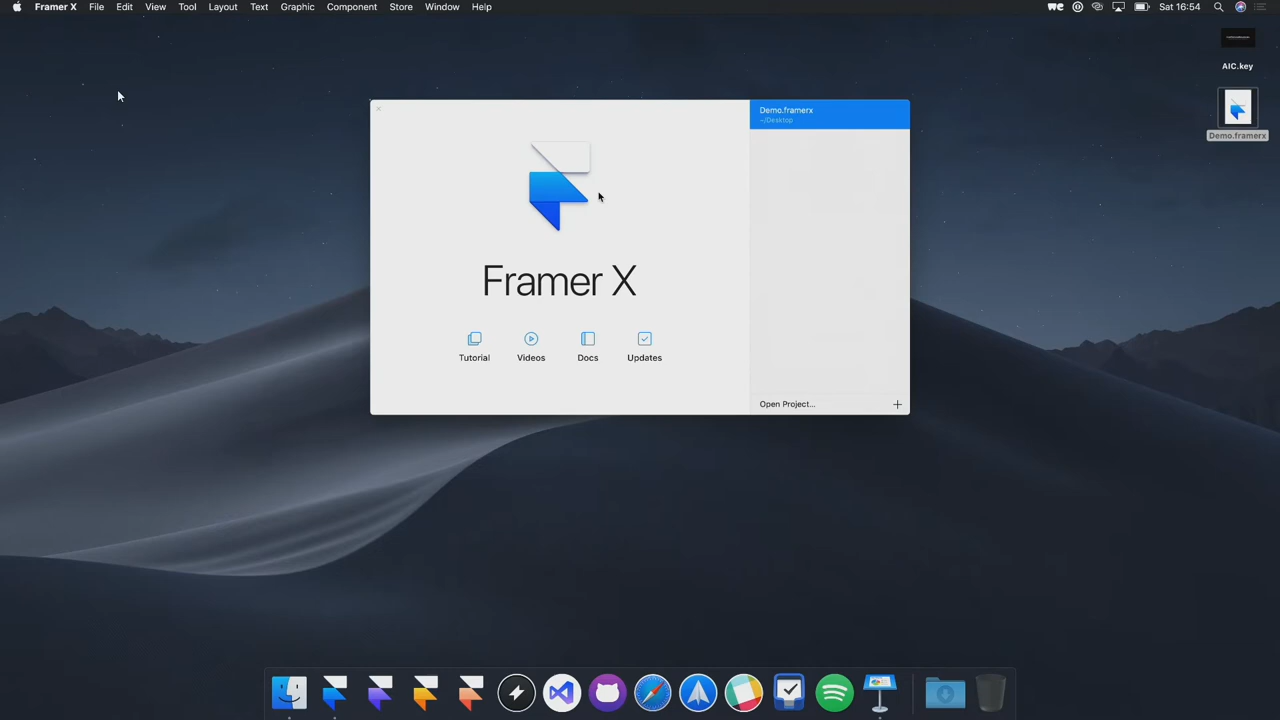 Framer X File Edit View Tool Layout Text Graphic Component Store Window Help Sat 16:54
AIC.key
Demo.framerx
Demo.framerx
~/Desktop
Framer X
Tutorial Videos Docs Updates
Open Project...